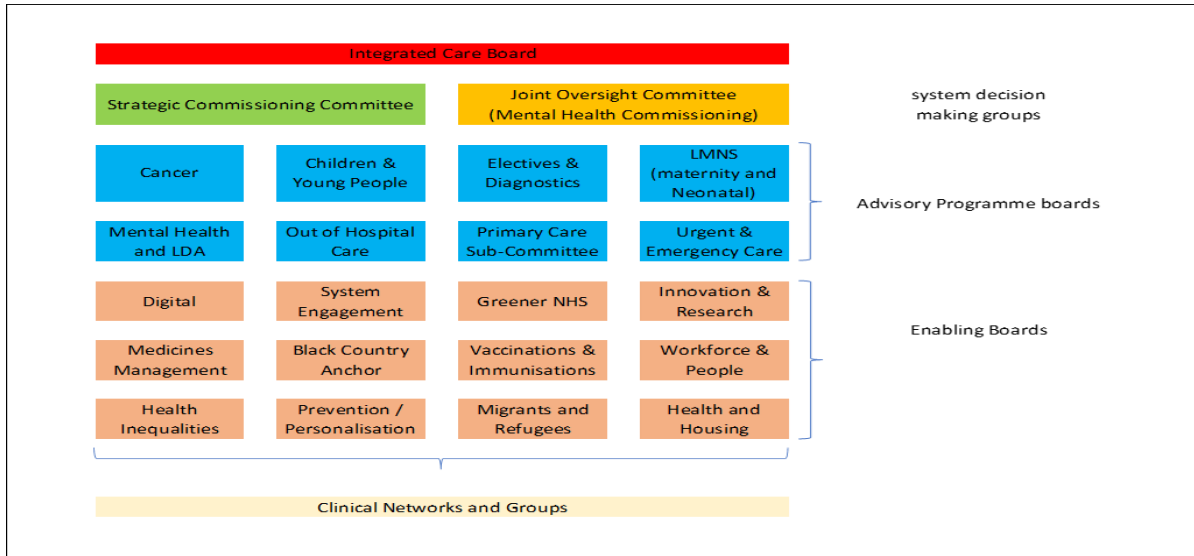 Integrated Care Board
Strategic Commissioning Committee
Joint Oversight Committee
(Mental Health Commissioning)
system decision
making groups
Cancer
Children &
Young People
Electives &
Diagnostics
LMNS
(maternity and
Neonatal)
Advisory Programme boards
Mental Health
and LDA
Out of Hospital
Care
Primary Care
Sub-Committee
Urgent &
Emergency Care
Digital
System
Engagement
Greener NHS
Innovation &
Research
Enabling Boards
Medicines
Management
Black Country
Anchor
Vaccinations &
Immunisations
Workforce &
People
Health
Inequalities
Prevention /
Personalisation
Migrants and
Refugees
Health and
Housing
Clinical Networks and Groups